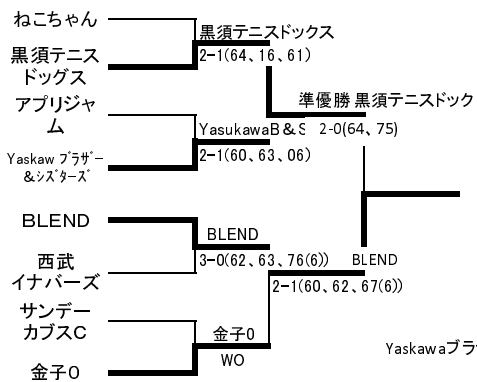 ねこちゃん
黒須テニス
ドッグス
黒須テニスドックス
2-1(64、16、61)
準優勝 黒須テニスドック
2-0(64、75)
アプリジャ
ム
YasukawaB&S
2-1(60、63、06)
Yaskaw ブラザー
&シスターズ
BLEND
BLEND
3-0(62、63、76(6))
西武
イナバーズ
BLEND
2-1(60、62、67(6))
サンデー
カブスC
金子0
WO
金子0
Yaskawaブラ